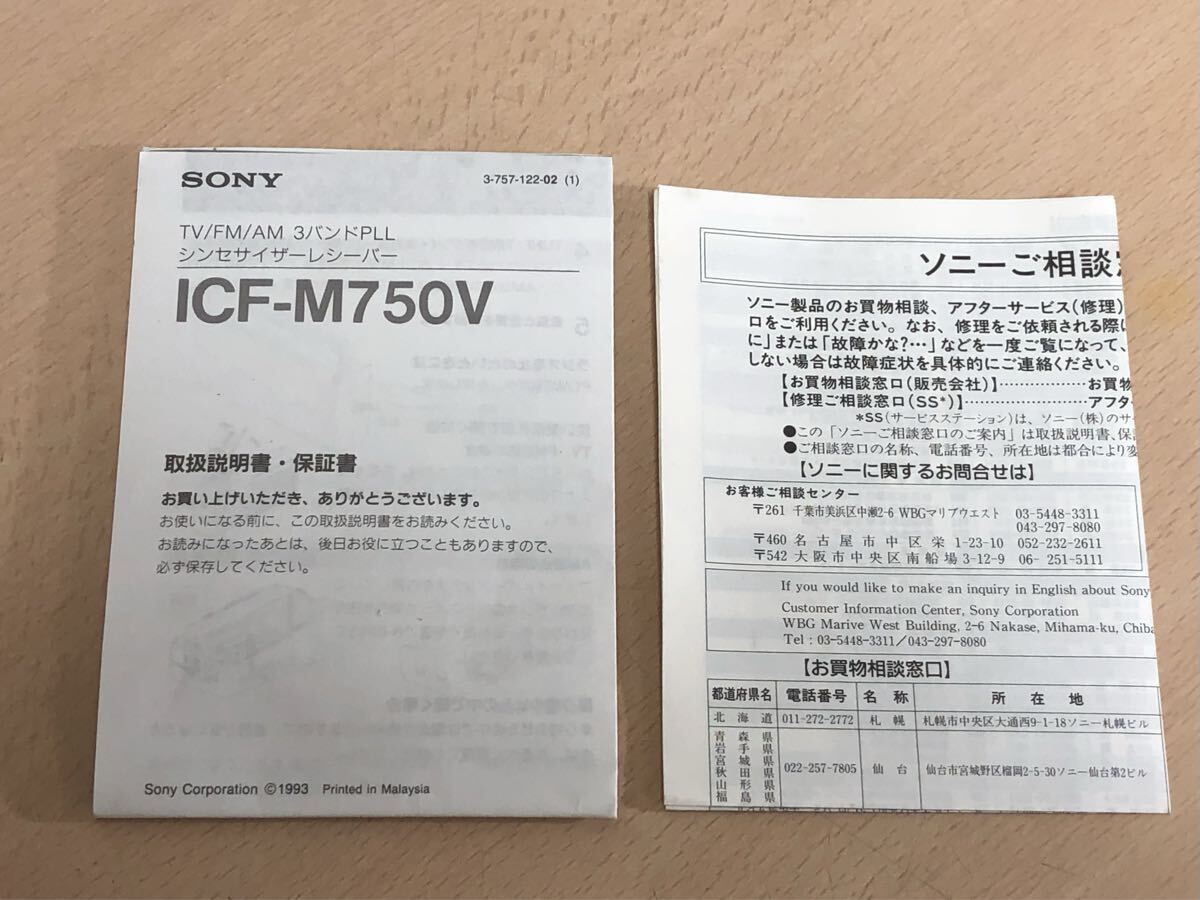 SONY
3-757-122-02 (1)
TV/FM/AM 3バンドPLL
シンセサイザーレシーバー
ICF-M750V
取扱説明書・保証書
お買い上げいただき、ありがとうございます。
お使いになる前に、この取扱説明書をお読みください。
お読みになったあとは、後日お役に立つこともありますので、
必ず保存してください。
Sony Corporation ©1993 Printed in Malaysia
ソニーご相談
ソニー製品のお買物相談、アフターサービス(修理)
口をご利用ください。なお、修理をご依頼される際に
に」または「故障かな?…」などを一度ご覧になって、
しない場合は故障症状を具体的にご連絡ください。
【お買物相談窓口(販売会社)】……………お買物
【修理ご相談窓口(SS*)】…………………アフター
*SS(サービスステーション)は、ソニー(株)のサー
●この「ソニーご相談窓口のご案内」は取扱説明書、保証
●ご相談窓口の名称、電話番号、所在地は都合により変
【ソニーに関するお問合せは】
お客様ご相談センター
〒261 千葉市美浜区中瀬2-6 WBGマリブウエスト 03-5448-3311
043-297-8080
〒460 名古屋市中区栄 1-23-10 052-232-2611
〒542 大阪市中央区南船場 3-12-9 06-251-5111
If you would like to make an inquiry in English about Sony
Customer Information Center, Sony Corporation
WBG Marive West Building, 2-6 Nakase, Mihama-ku, Chiba
Tel : 03-5448-3311/043-297-8080
【お買物相談窓口】
都道府県名 電話番号 名称 所在地
北海道 011-272-2772 札幌 札幌市中央区大通西9-1-18ソニー札幌ビル
青森県
岩手県
宮城県
秋田県
山形県
福島県
022-257-7805 仙台 仙台市宮城野区榴岡2-5-30ソニー仙台第2ビル